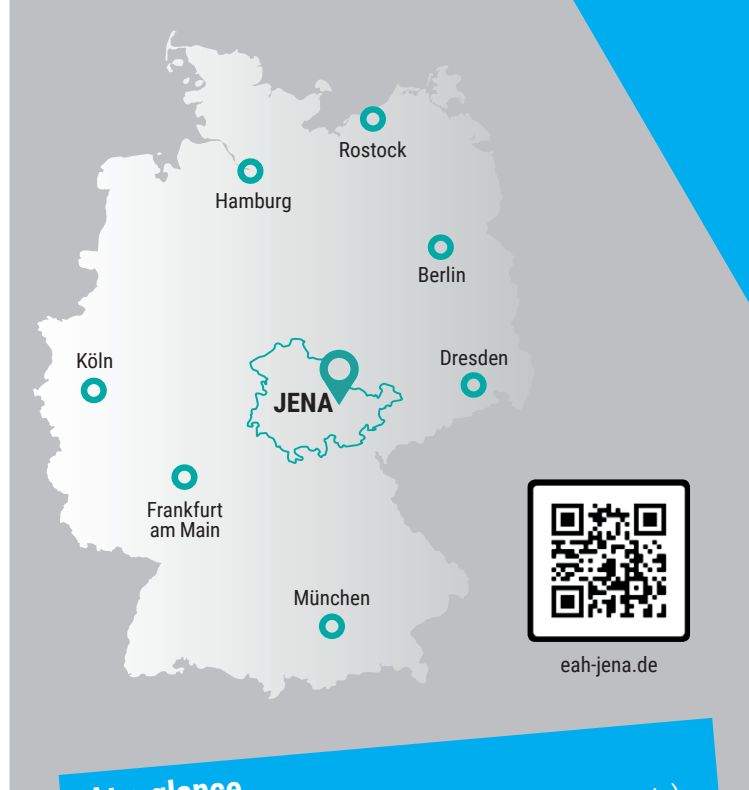 Rostock
Hamburg
Berlin
Köln
Dresden
JENA
Frankfurt
am Main
München
eah-jena.de